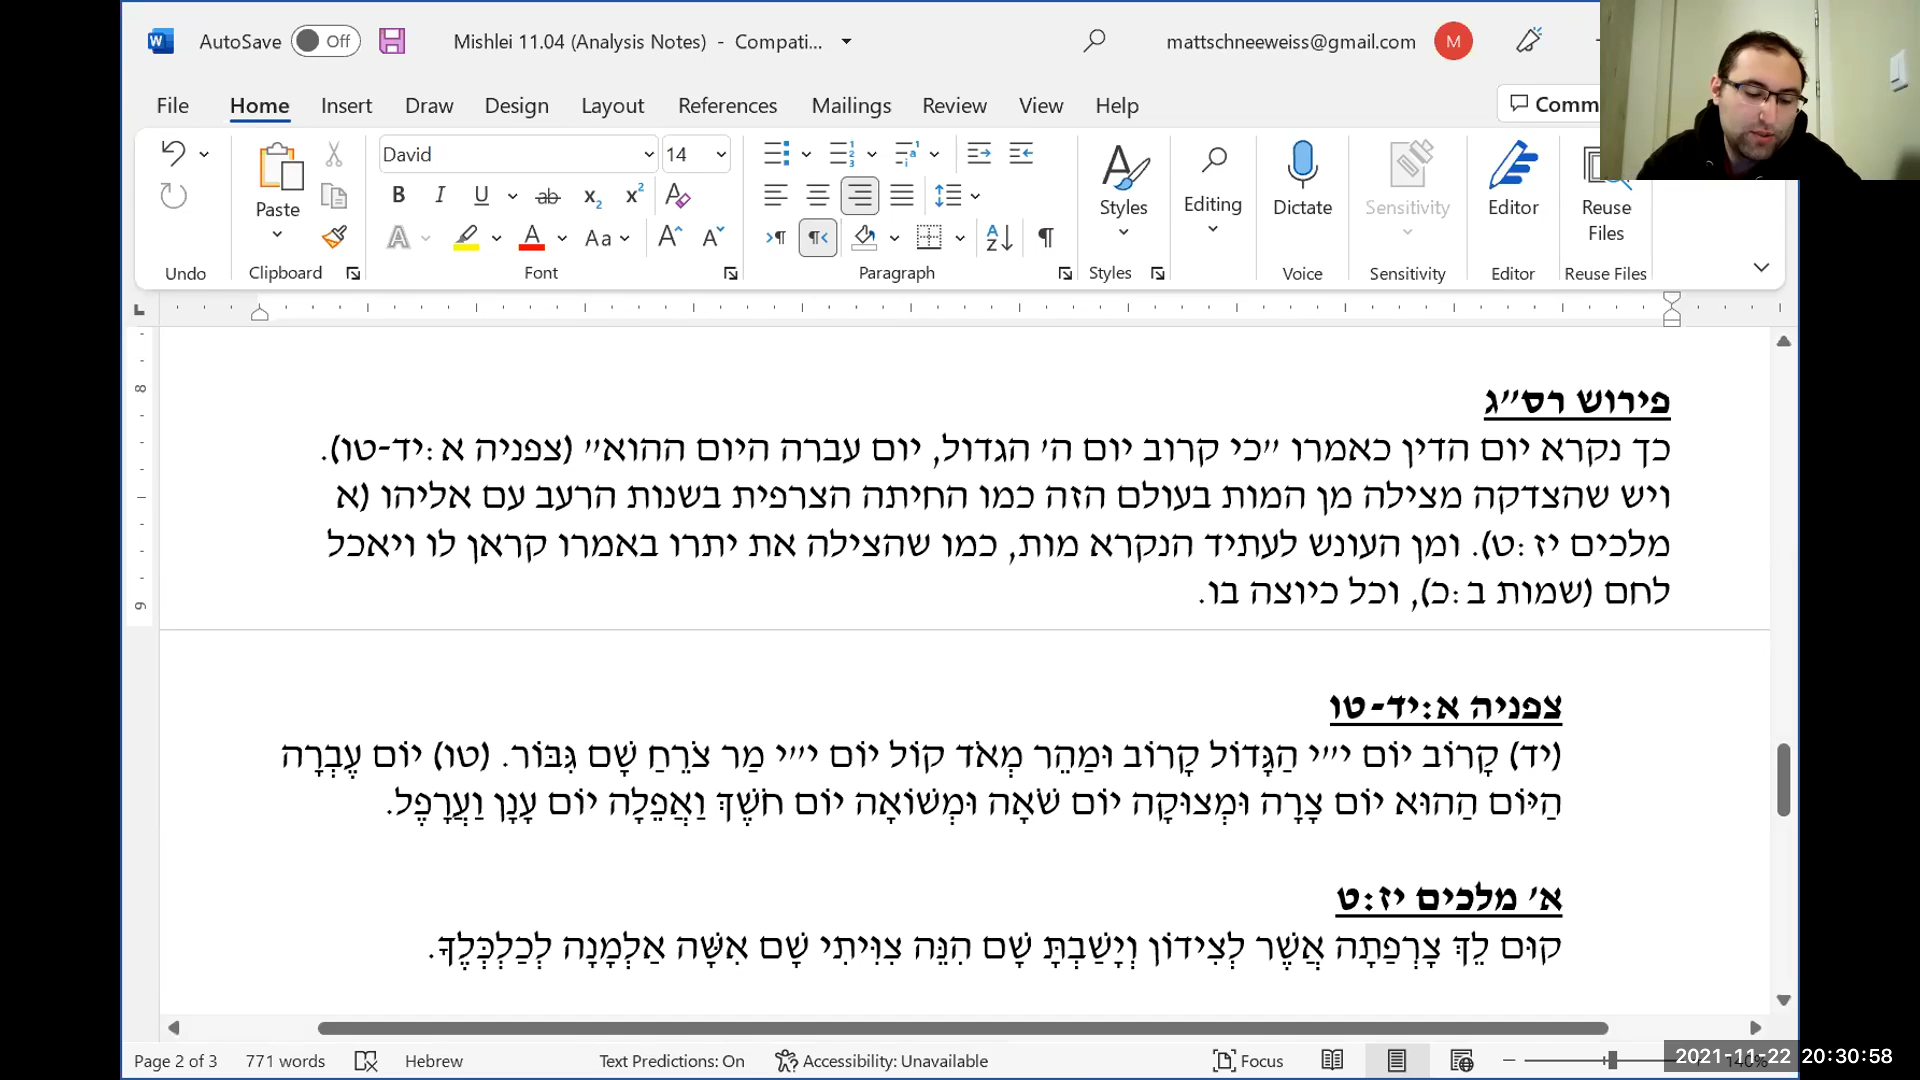 AutoSave Off Mishlei 11.04 (Analysis Notes) - Compati... mattschneeweiss@gmail.com M
File Home Insert Draw Design Layout References Mailings Review View Help Comm
David 14
Paste Styles Editing Dictate Sensitivity Editor Reuse Files
Undo Clipboard Font Paragraph Styles Voice Sensitivity Editor Reuse Files
8
פירוש רס״ג
כך נקרא יום הדין כאמרו ״כי קרוב יום ה׳ הגדול, יום עברה היום ההוא״ (צפניה א:יד-טו).
ויש שהצדקה מצילה מן המות בעולם הזה כמו החיתה הצרפית בשנות הרעב עם אליהו (א
מלכים יז:ט). ומן העונש לעתיד הנקרא מות, כמו שהצילה את יתרו באמרו קראן לו ויאכל
לחם (שמות ב:כ), וכל כיוצה בו.
9
צפניה א:יד-טו
(יד) קָרוֹב יוֹם י״י הַגָּדוֹל קָרוֹב וּמַהֵר מְאֹד קוֹל יוֹם י״י מַר צֹרֵחַ שָׁם גִּבּוֹר. (טו) יוֹם עֶבְרָה
הַיּוֹם הַהוּא יוֹם צָרָה וּמְצוּקָה יוֹם שֹׁאָה וּמְשׁוֹאָה יוֹם חֹשֶׁךְ וַאֲפֵלָה יוֹם עָנָן וַעֲרָפֶל.
א׳ מלכים יז:ט
קוּם לֵךְ צָרְפַתָה אֲשֶׁר לְצִידוֹן וְיָשַׁבְתָּ שָׁם הִנֵּה צִוִּיתִי שָׁם אִשָּׁה אַלְמָנָה לְכַלְכְּלֶךָ.
Page 2 of 3 771 words Hebrew Text Predictions: On Accessibility: Unavailable Focus 2021-11-22 20:30:58